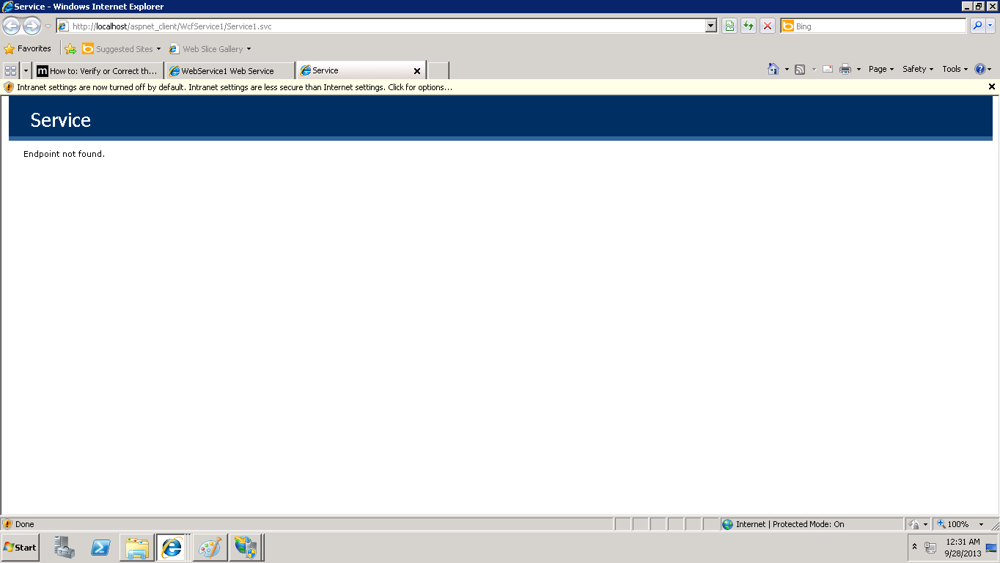 Service - Windows Internet Explorer
http://localhost/aspnet_client/WcfService1/Service1.svc
Bing
Favorites Suggested Sites Web Slice Gallery
How to: Verify or Correct th... WebService1 Web Service Service Page Safety Tools
Intranet settings are now turned off by default. Intranet settings are less secure than Internet settings. Click for options...
Service
Endpoint not found.
Done Internet | Protected Mode: On 100%
Start 12:31 AM
9/28/2013